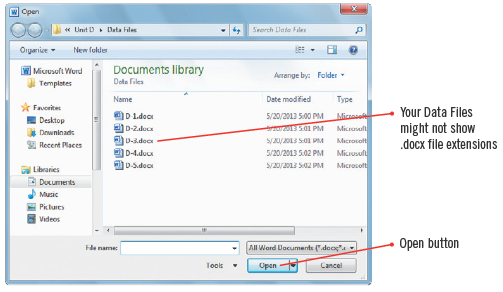 Open
« Unit D ▸ Data Files
Search Data Files
Organize
New folder
Microsoft Word
Templates
Favorites
Desktop
Downloads
Recent Places
Libraries
Documents
Music
Pictures
Videos
Documents library
Data Files
Arrange by: Folder
Name Date modified Type
D-1.docx 5/20/2013 5:00 PM Microsoft
D-2.docx 5/20/2013 5:01 PM Microsoft
D-3.docx 5/20/2013 5:01 PM Microsoft
D-4.docx 5/20/2013 5:02 PM Microsoft
D-5.docx 5/20/2013 5:02 PM Microsoft
File name:
All Word Documents (*.docx;*.
Tools
Open
Cancel
Your Data Files
might not show
.docx file extensions
Open button